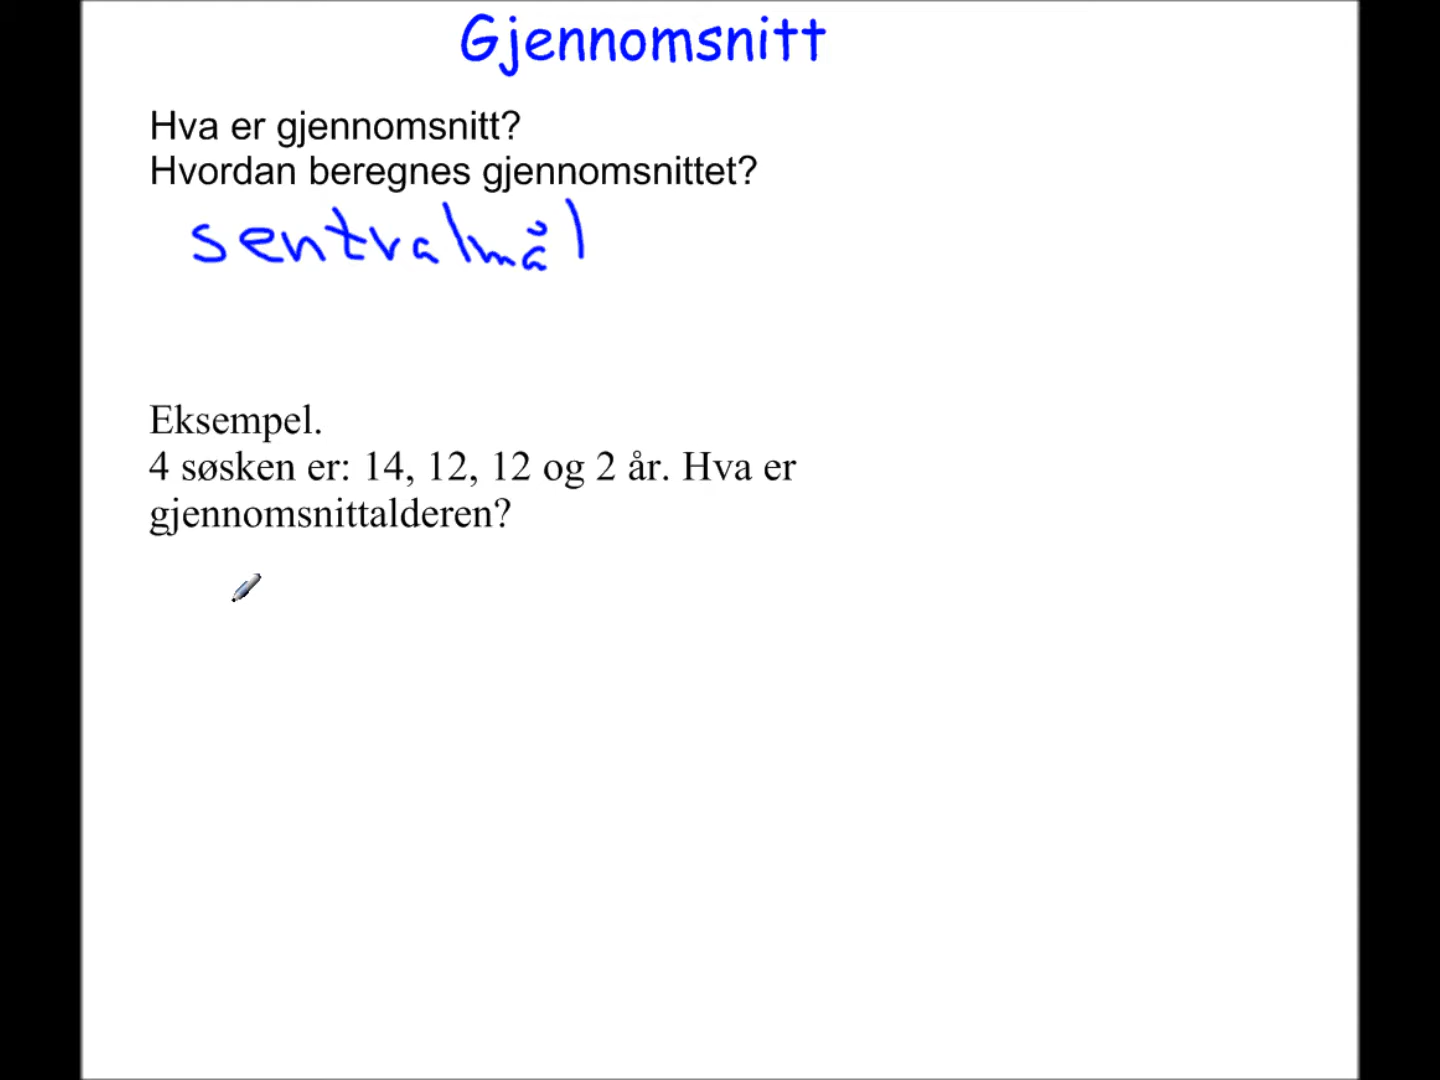 Gjennomsnitt
Hva er gjennomsnitt?
Hvordan beregnes gjennomsnittet?
sentralmål
Eksempel.
4 søsken er: 14, 12, 12 og 2 år. Hva er
gjennomsnittalderen?